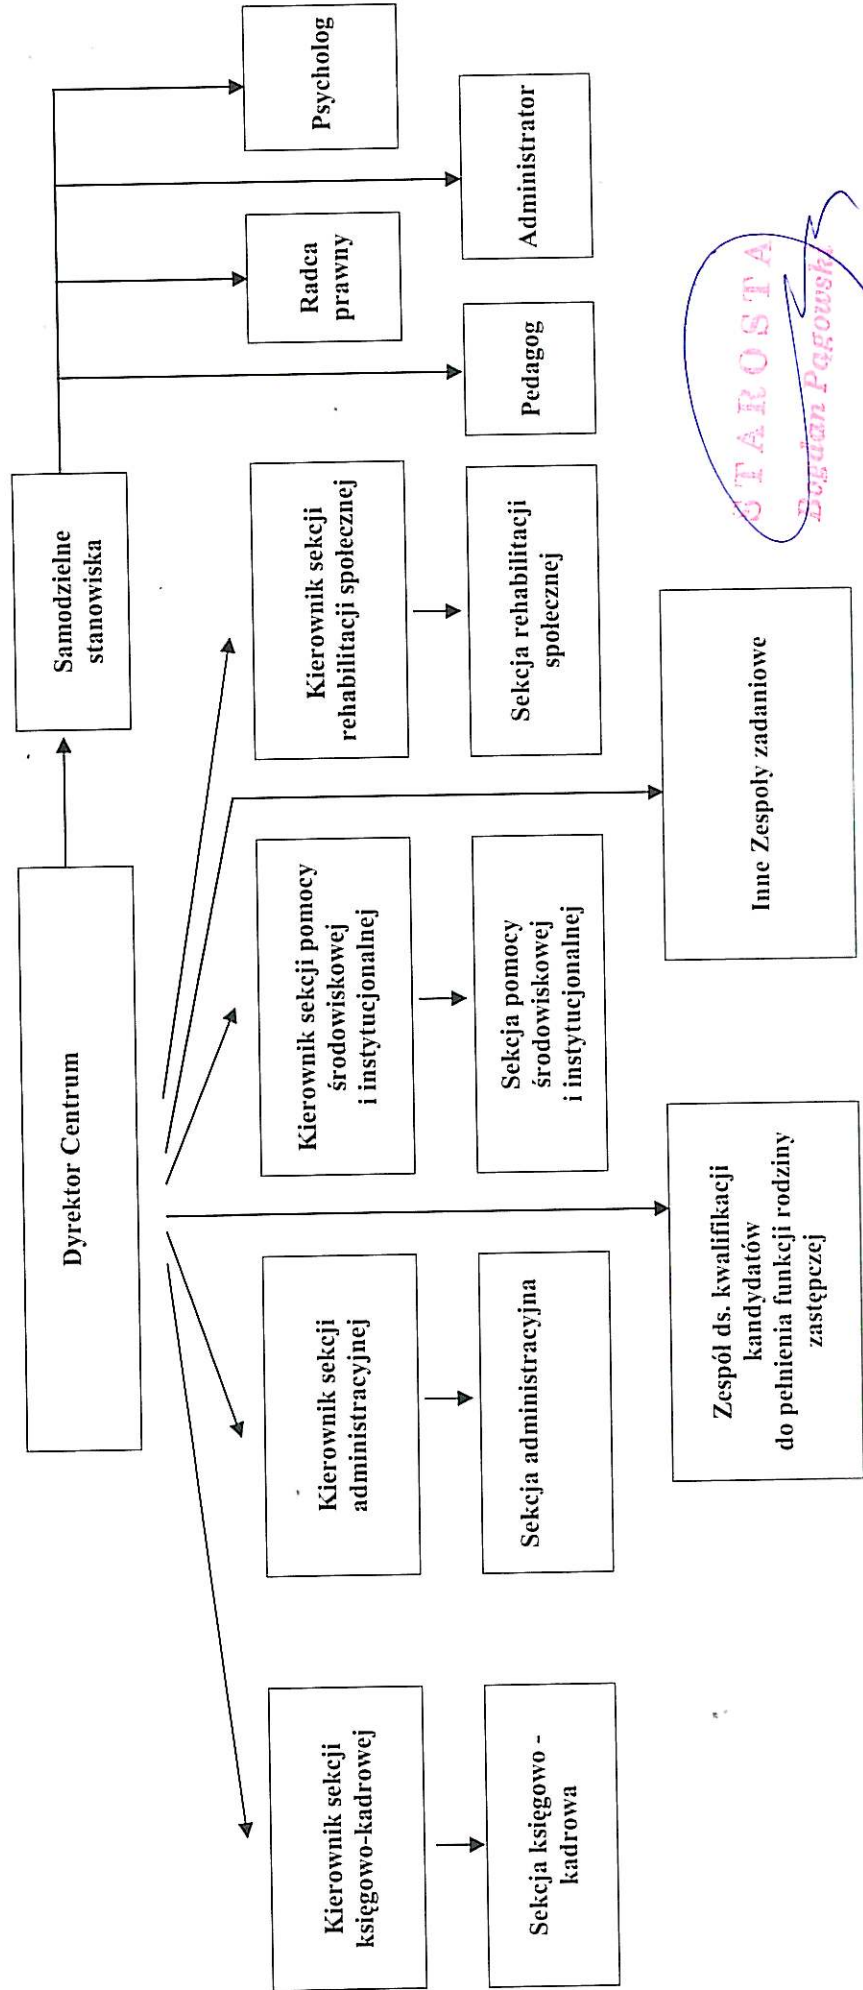 Dyrektor Centrum
Samodzielne
stanowiska
Kierownik sekcji
księgowo-kadrowej
Kierownik sekcji
administracyjnej
Kierownik sekcji pomocy
środowiskowej
i instytucjonalnej
Kierownik sekcji
rehabilitacji społecznej
Radca
prawny
Psycholog
Sekcja księgowo -
kadrowa
Sekcja administracyjna
Sekcja pomocy
środowiskowej
i instytucjonalnej
Sekcja rehabilitacji
społecznej
Pedagog
Administrator
Zespół ds. kwalifikacji
kandydatów
do pełnienia funkcji rodziny
zastępczej
Inne Zespoły zadaniowe
STAROSTA
Bogdan Pągowski